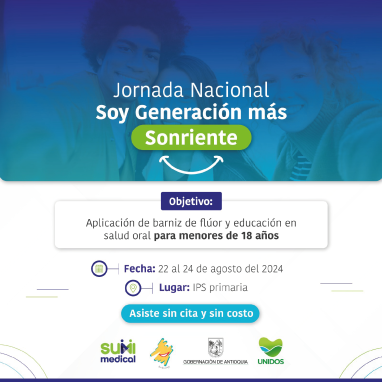 Jornada Nacional
Soy Generación más
Sonriente
Objetivo:
Aplicación de barniz de flúor y educación en
salud oral para menores de 18 años
Fecha: 22 al 24 de agosto del 2024
Lugar: IPS primaria
Asiste sin cita y sin costo
SUMI
medical
GOBERNACIÓN DE ANTIOQUIA
UNIDOS